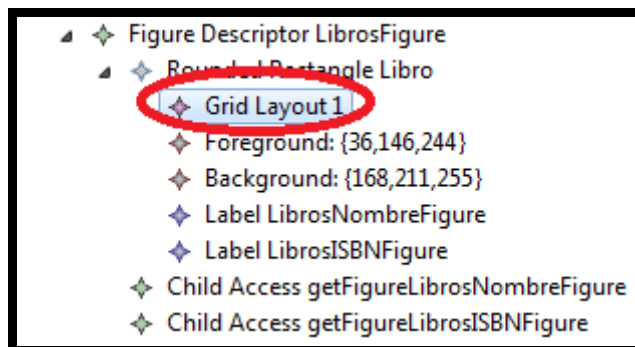 Figure Descriptor LibrosFigure
Rounded Rectangle Libro
Grid Layout 1
Foreground: {36,146,244}
Background: {168,211,255}
Label LibrosNombreFigure
Label LibrosISBNFigure
Child Access getFigureLibrosNombreFigure
Child Access getFigureLibrosISBNFigure